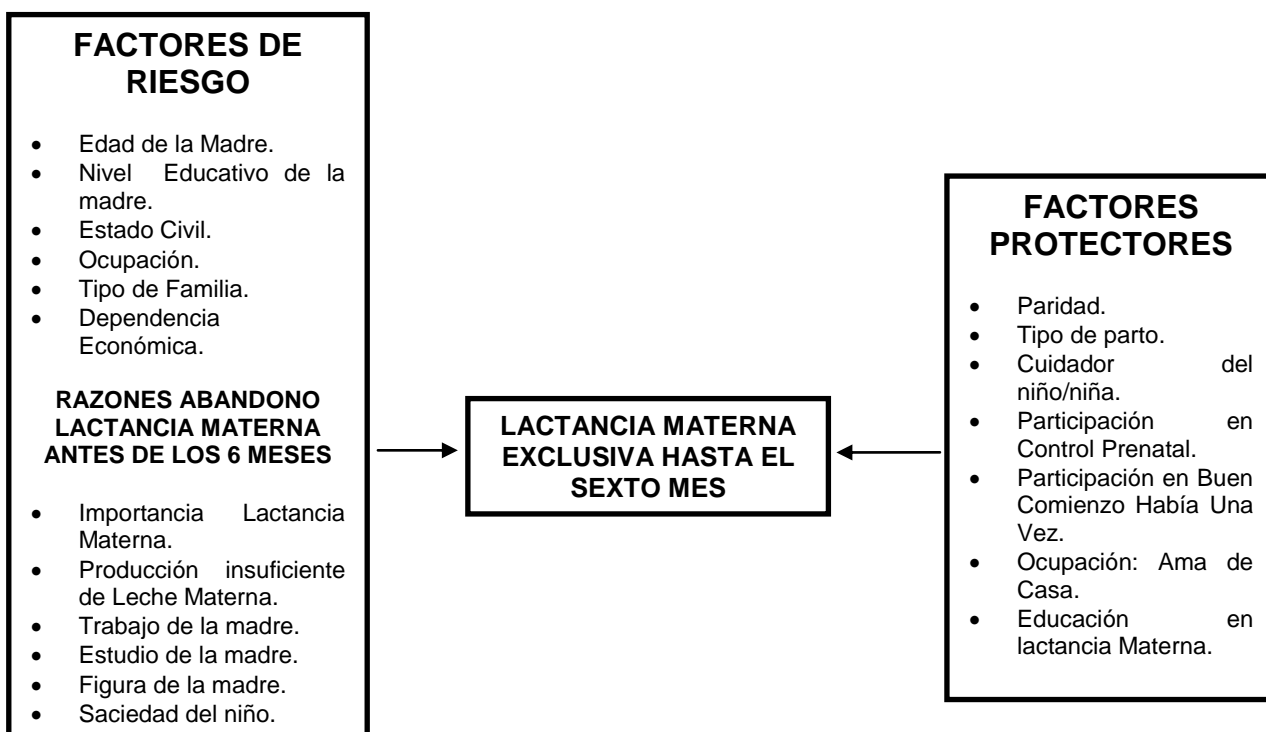 FACTORES DE
RIESGO
• Edad de la Madre.
• Nivel Educativo de la
madre.
• Estado Civil.
• Ocupación.
• Tipo de Familia.
• Dependencia
Económica.
RAZONES ABANDONO
LACTANCIA MATERNA
ANTES DE LOS 6 MESES
• Importancia Lactancia
Materna.
• Producción insuficiente
de Leche Materna.
• Trabajo de la madre.
• Estudio de la madre.
• Figura de la madre.
• Saciedad del niño.
LACTANCIA MATERNA
EXCLUSIVA HASTA EL
SEXTO MES
FACTORES
PROTECTORES
• Paridad.
• Tipo de parto.
• Cuidador del
niño/niña.
• Participación en
Control Prenatal.
• Participación en Buen
Comienzo Había Una
Vez.
• Ocupación: Ama de
Casa.
• Educación en
lactancia Materna.